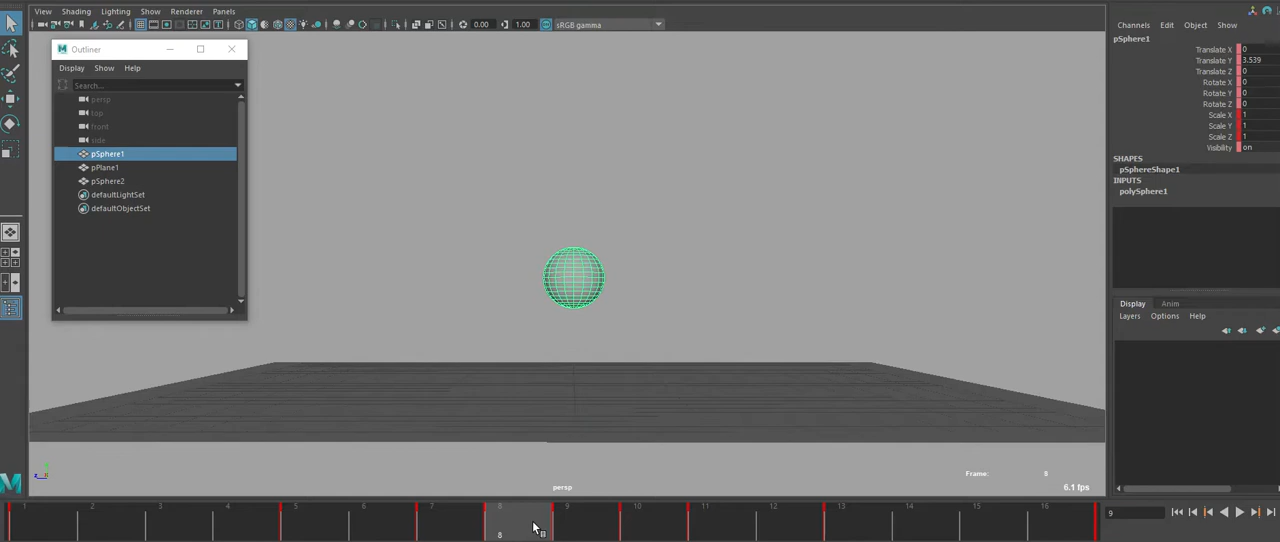 View Shading Lighting Show Renderer Panels
0.00 1.00 sRGB gamma
Outliner
Display Show Help
Search...
persp
top
front
side
pSphere1
pPlane1
pSphere2
defaultLightSet
defaultObjectSet
Channels Edit Object Show
pSphere1
Translate X 0
Translate Y 3.539
Translate Z 0
Rotate X 0
Rotate Y 0
Rotate Z 0
Scale X 1
Scale Y 1
Scale Z 1
Visibility on
SHAPES
pSphereShape1
INPUTS
polySphere1
Display Anim
Layers Options Help
Frame: 8
persp 6.1 fps
1 2 3 4 5 6 7 8 9 10 11 12 13 14 15 16
8
9